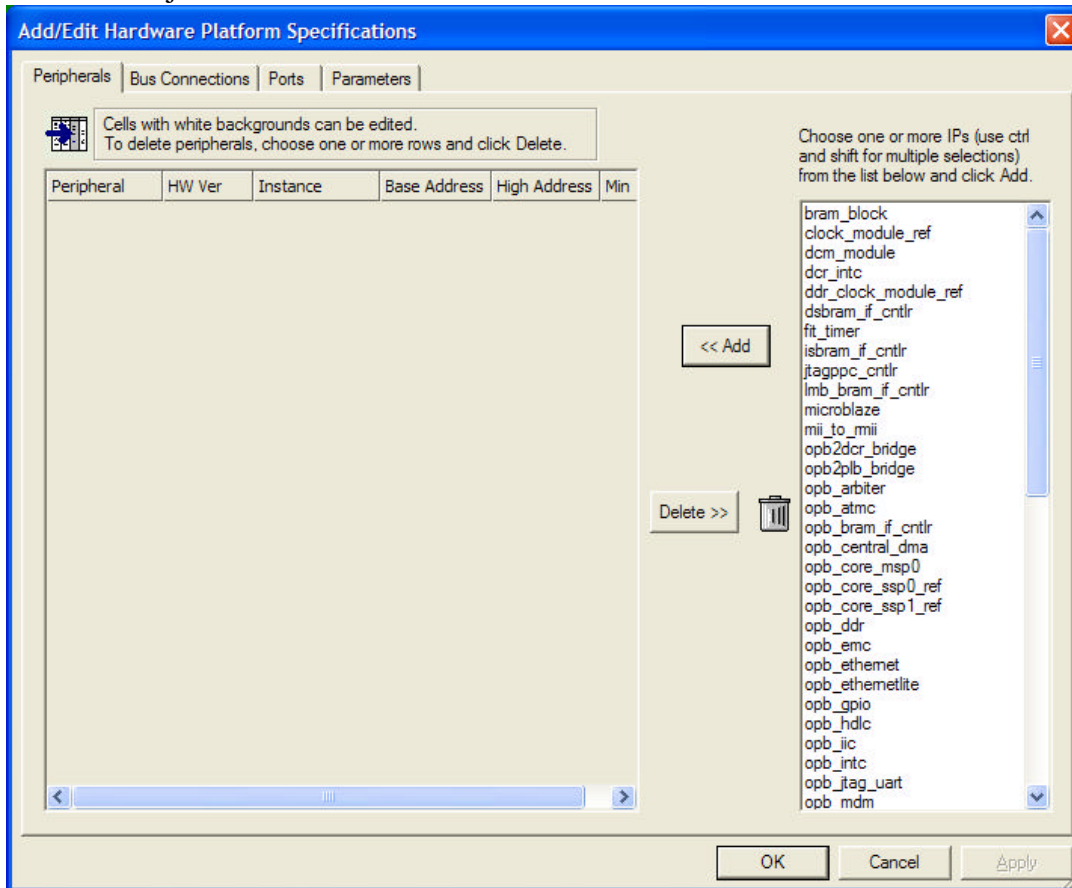 Add/Edit Hardware Platform Specifications
Peripherals Bus Connections Ports Parameters
Cells with white backgrounds can be edited.
To delete peripherals, choose one or more rows and click Delete.
Peripheral HW Ver Instance Base Address High Address Min
Choose one or more IPs (use ctrl
and shift for multiple selections)
from the list below and click Add.
<< Add
Delete >>
bram_block
clock_module_ref
dcm_module
dcr_intc
ddr_clock_module_ref
dsbram_if_cntlr
fit_timer
isbram_if_cntlr
jtagppc_cntlr
lmb_bram_if_cntlr
microblaze
mii_to_rmii
opb2dcr_bridge
opb2plb_bridge
opb_arbiter
opb_atmc
opb_bram_if_cntlr
opb_central_dma
opb_core_msp0
opb_core_ssp0_ref
opb_core_ssp1_ref
opb_ddr
opb_emc
opb_ethernet
opb_ethernetlite
opb_gpio
opb_hdlc
opb_iic
opb_intc
opb_jtag_uart
opb_mdm
OK Cancel Apply